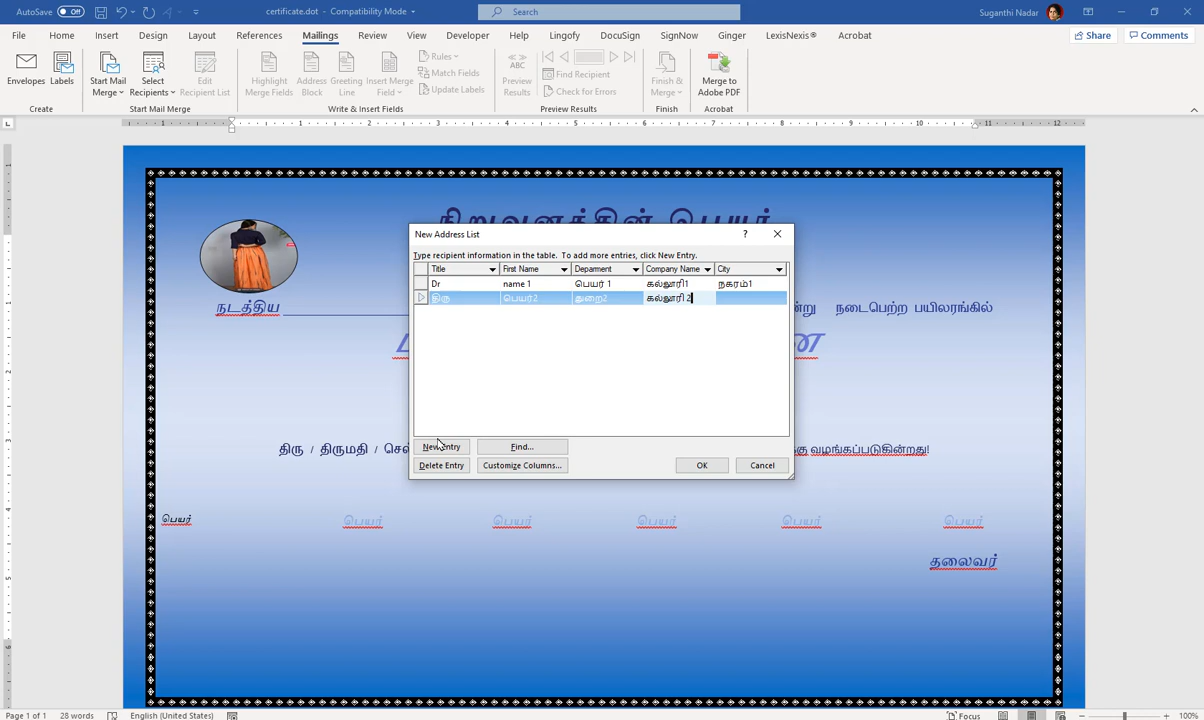 AutoSave Off certificate.dot - Compatibility Mode Search Suganthi Nadar
File Home Insert Design Layout References Mailings Review View Developer Help Lingofy DocuSign SignNow Ginger LexisNexis® Acrobat Share Comments
Envelopes Labels Start Mail Merge Select Recipients Edit Recipient List Highlight Merge Fields Address Block Greeting Line Insert Merge Field Rules Match Fields Update Labels Preview Results Find Recipient Check for Errors Finish & Merge Merge to Adobe PDF
Create Start Mail Merge Write & Insert Fields Preview Results Finish Acrobat
நிறுவனத்தின் பெயர்
New Address List
Type recipient information in the table. To add more entries, click New Entry.
Title First Name Deparment Company Name City
Dr name 1 பெயர் 1 கல்லூரி1 நகரம்1
திரு பெயர்2 துறை2 கல்லூரி 2
நடத்திய நடைபெற்ற பயிலரங்கில்
New Entry Find...
திரு / திருமதி / வழங்கப்படுகின்றது!
Delete Entry Customize Columns... OK Cancel
பெயர் பெயர் பெயர் பெயர் பெயர் பெயர்
தலைவர்
Page 1 of 1 28 words English (United States) Focus 100%